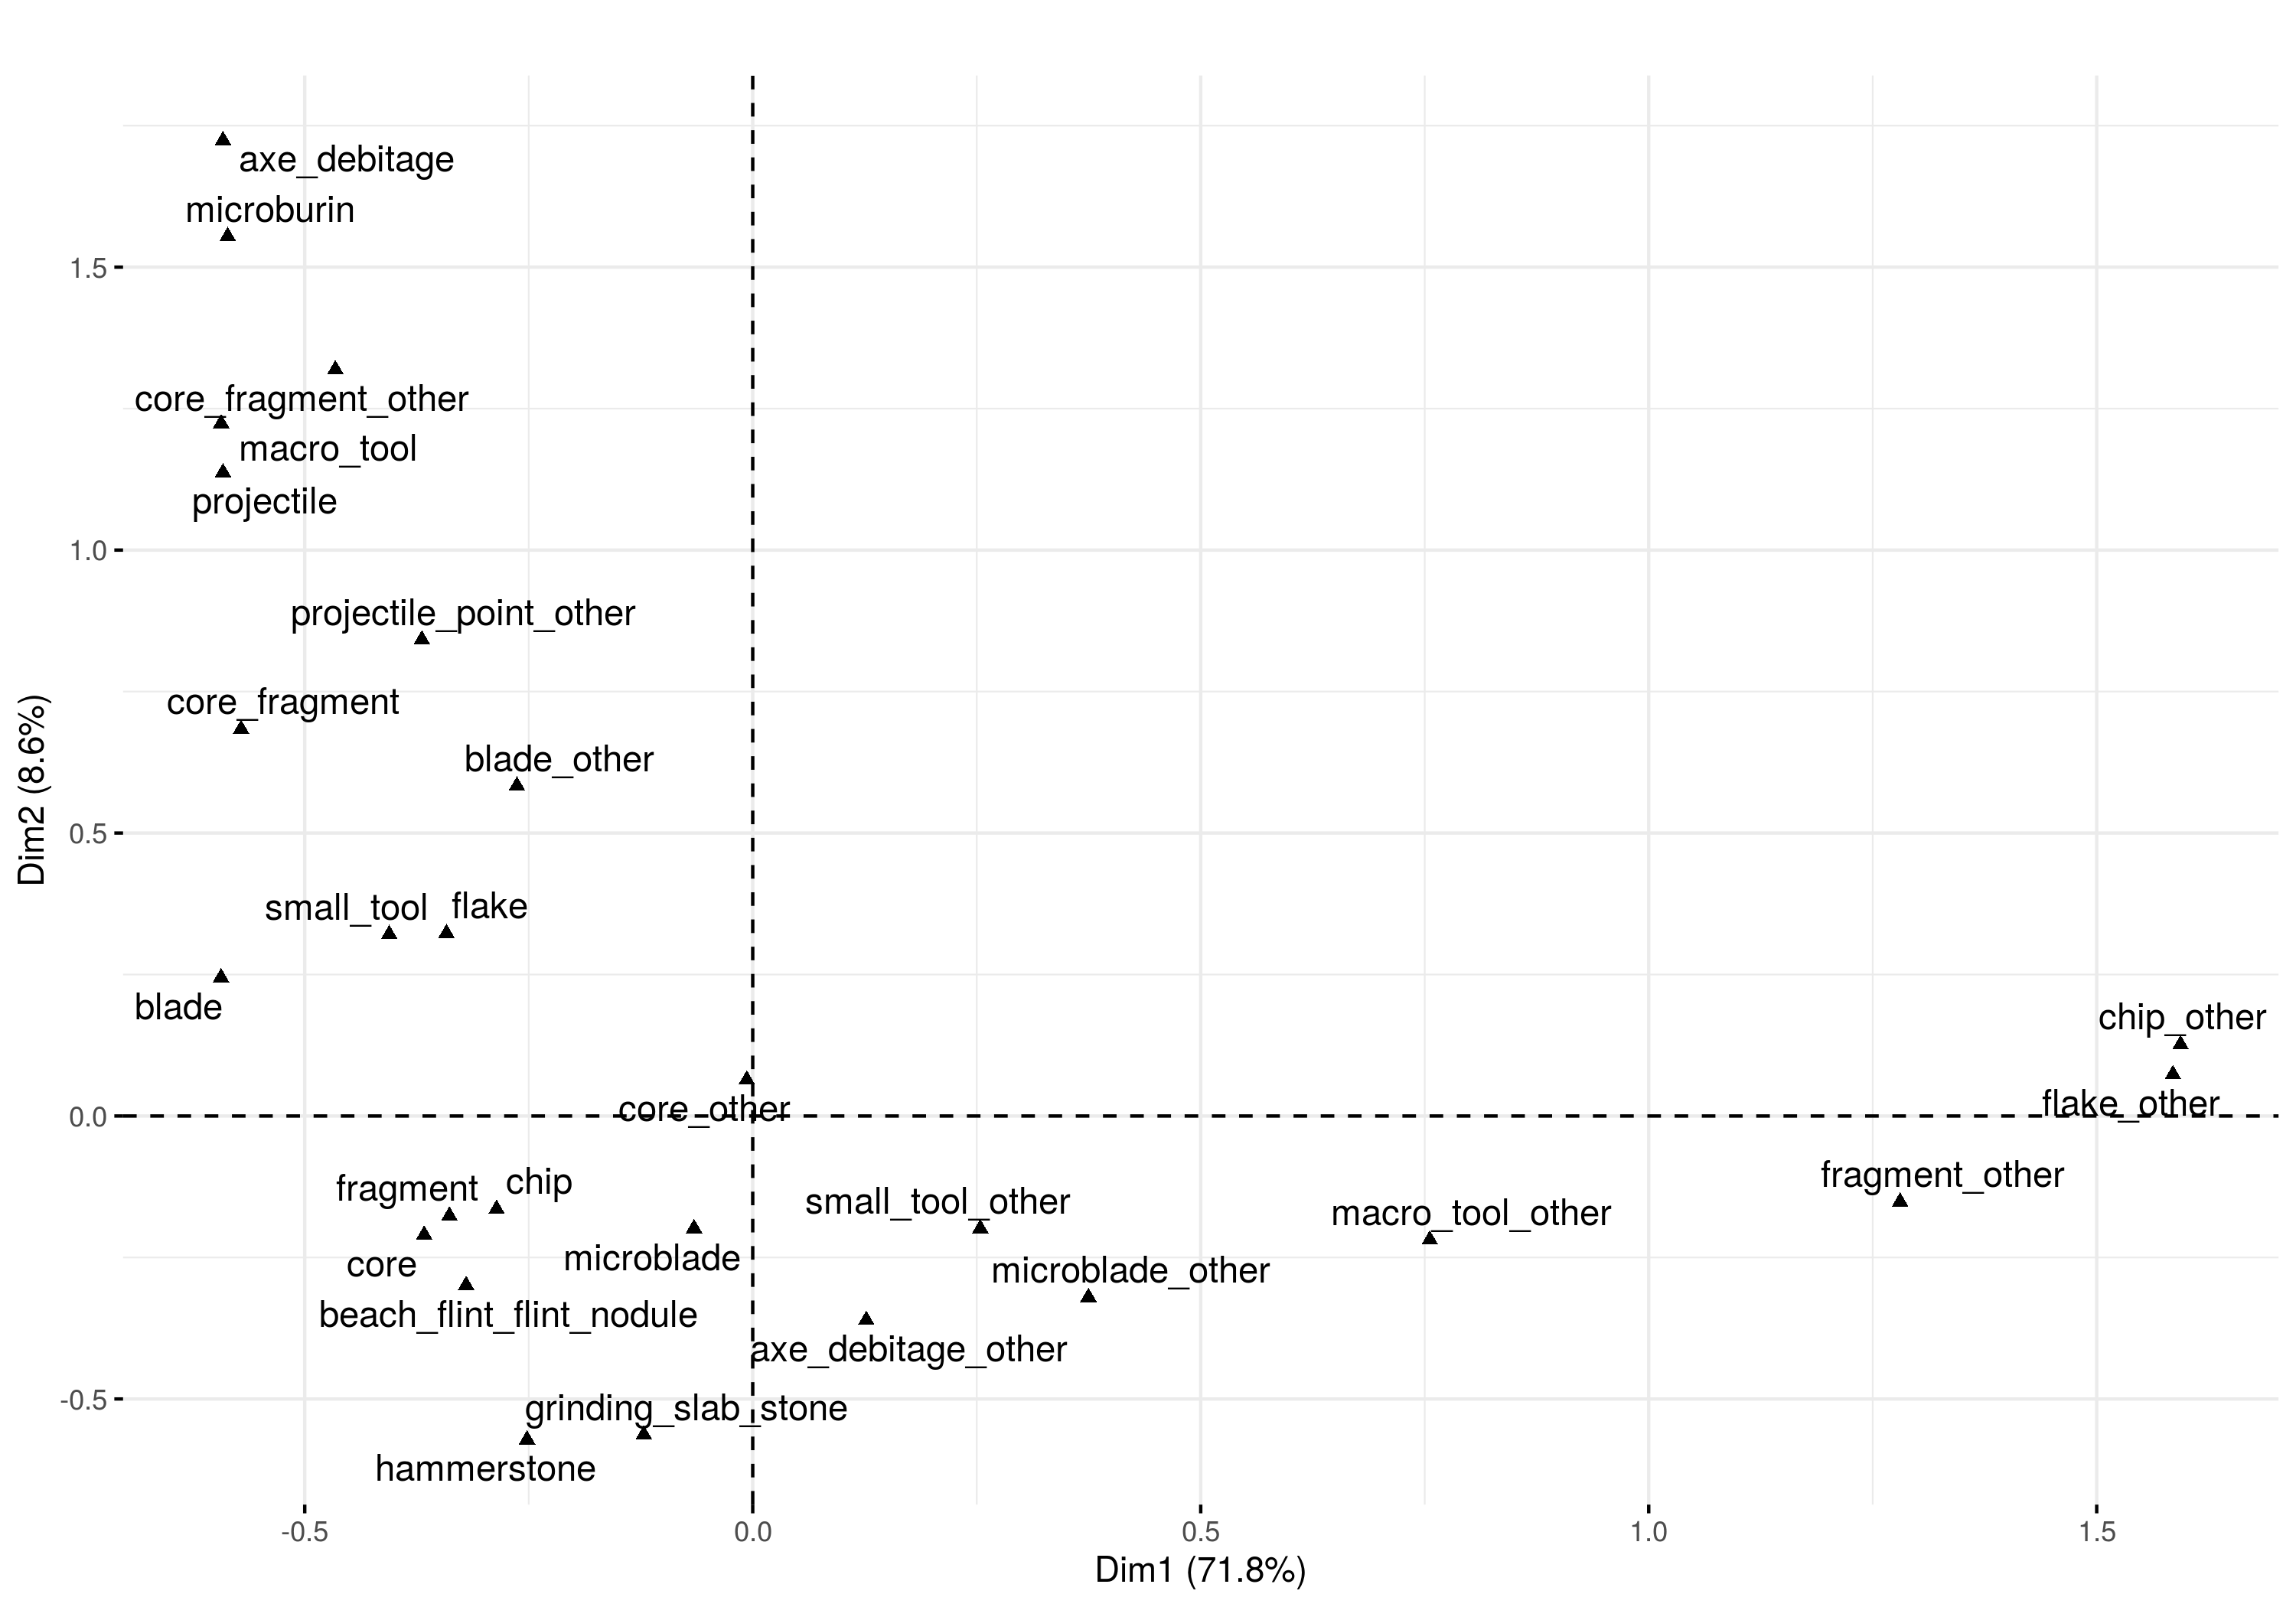 axe_debitage
microburin
1.5
core_fragment_other
macro_tool
projectile
1.0
projectile_point_other
core_fragment
blade_other
Dim2 (8.6%)
0.5
small_tool
flake
blade
chip_other
core_other
flake_other
0.0
fragment
chip
small_tool_other
macro_tool_other
fragment_other
core
microblade
microblade_other
beach_flint_flint_nodule
axe_debitage_other
-0.5
grinding_slab_stone
hammerstone
-0.5
0.0
0.5
1.0
1.5
Dim1 (71.8%)